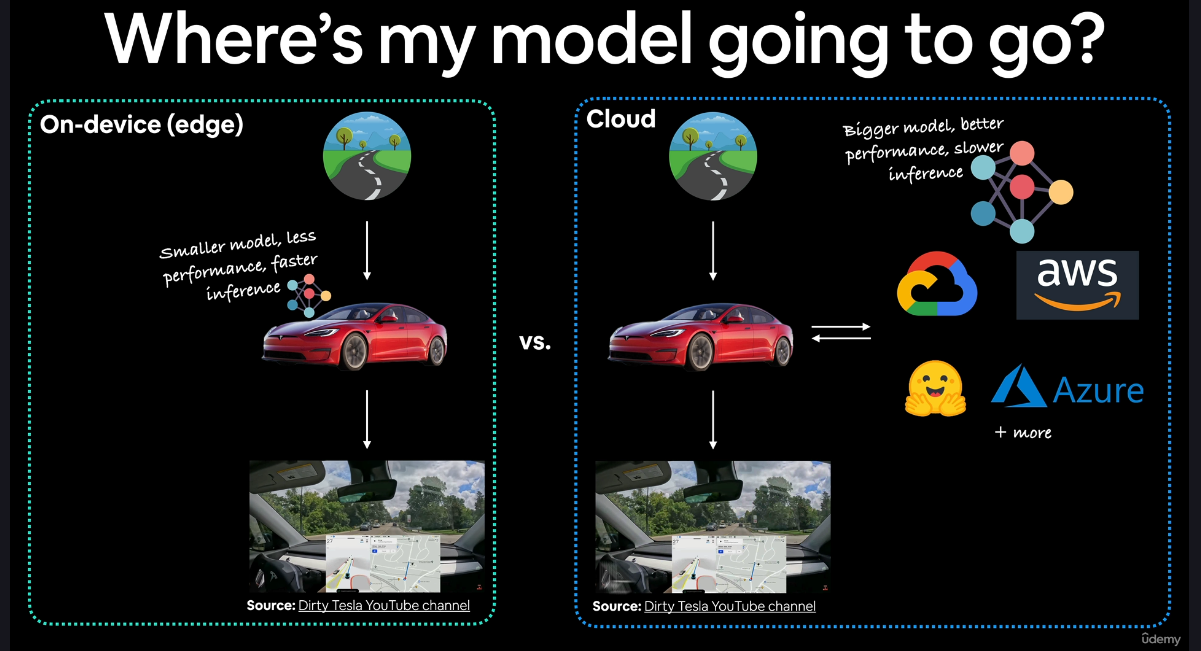 Where's my model going to go?
On-device (edge)
Smaller model, less
performance, faster
inference
Source: Dirty Tesla YouTube channel
vs.
Cloud
Bigger model, better
performance, slower
inference
aws
Azure
+ more
Source: Dirty Tesla YouTube channel
udemy